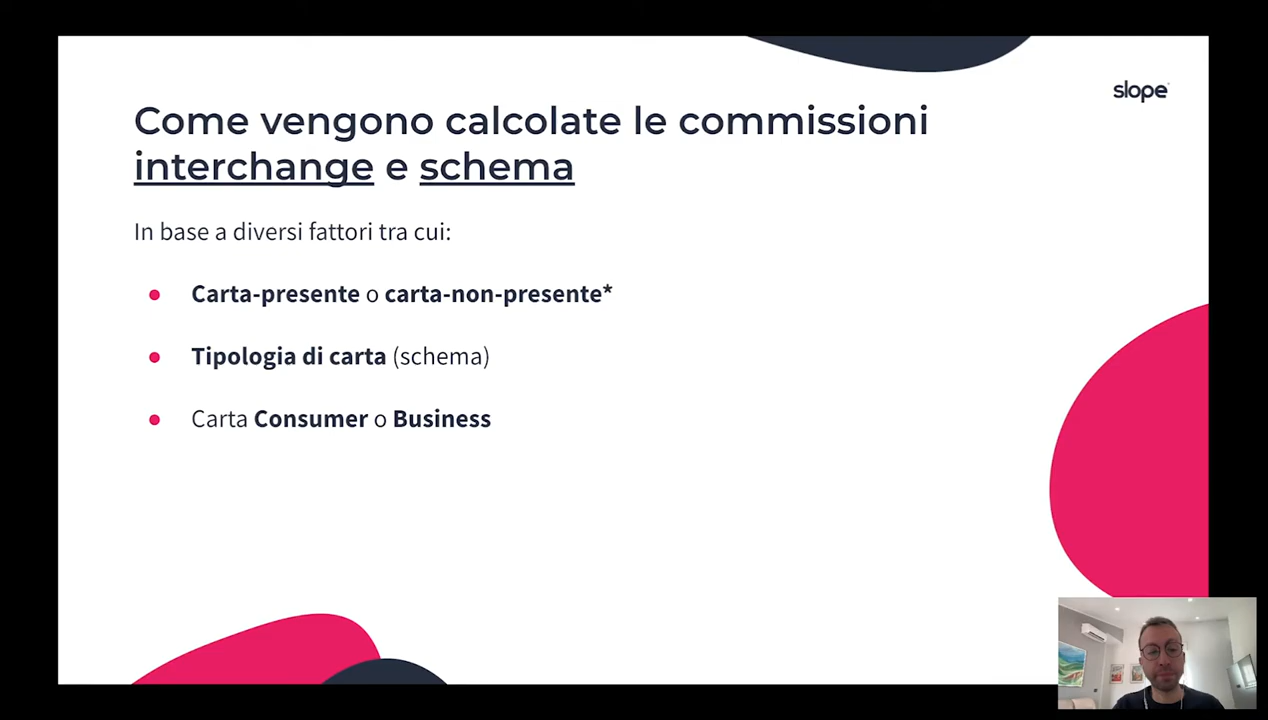 slope
Come vengono calcolate le commissioni
interchange e schema
In base a diversi fattori tra cui:
● Carta-presente o carta-non-presente*
● Tipologia di carta (schema)
● Carta Consumer o Business